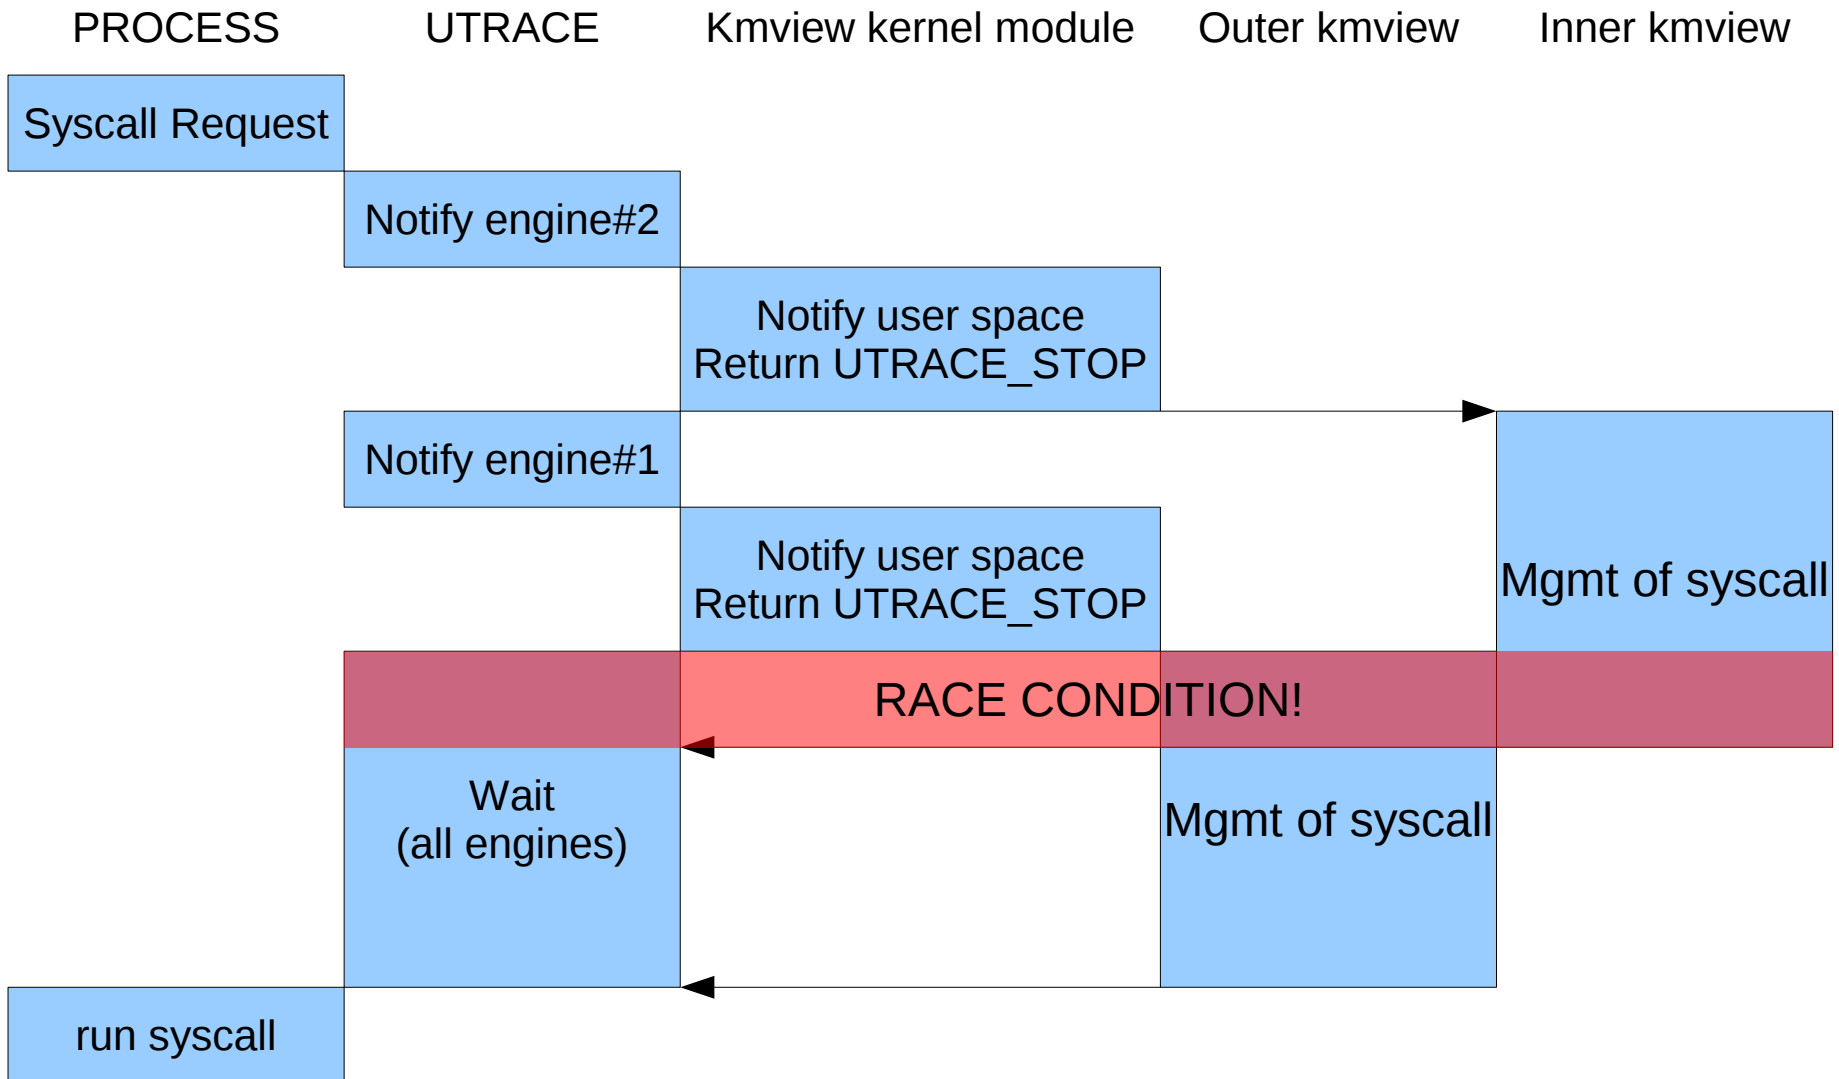 PROCESS UTRACE Kmview kernel module Outer kmview Inner kmview
Syscall Request
Notify engine#2
Notify user space
Return UTRACE_STOP
Notify engine#1
Notify user space
Return UTRACE_STOP
Mgmt of syscall
RACE CONDITION!
Wait
(all engines)
Mgmt of syscall
run syscall